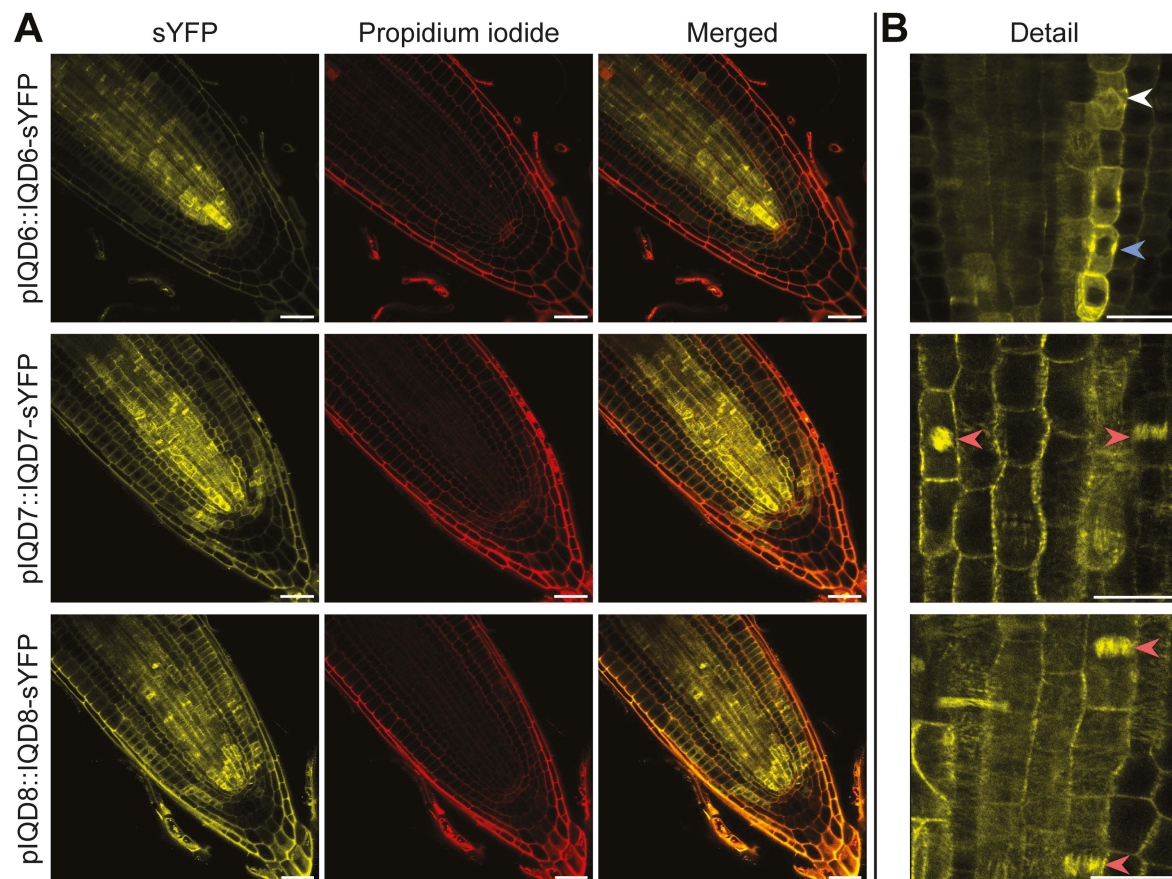 A
sYFP
Propidium iodide
Merged
B
Detail
pIQD6::IQD6-sYFP
pIQD7::IQD7-sYFP
pIQD8::IQD8-sYFP